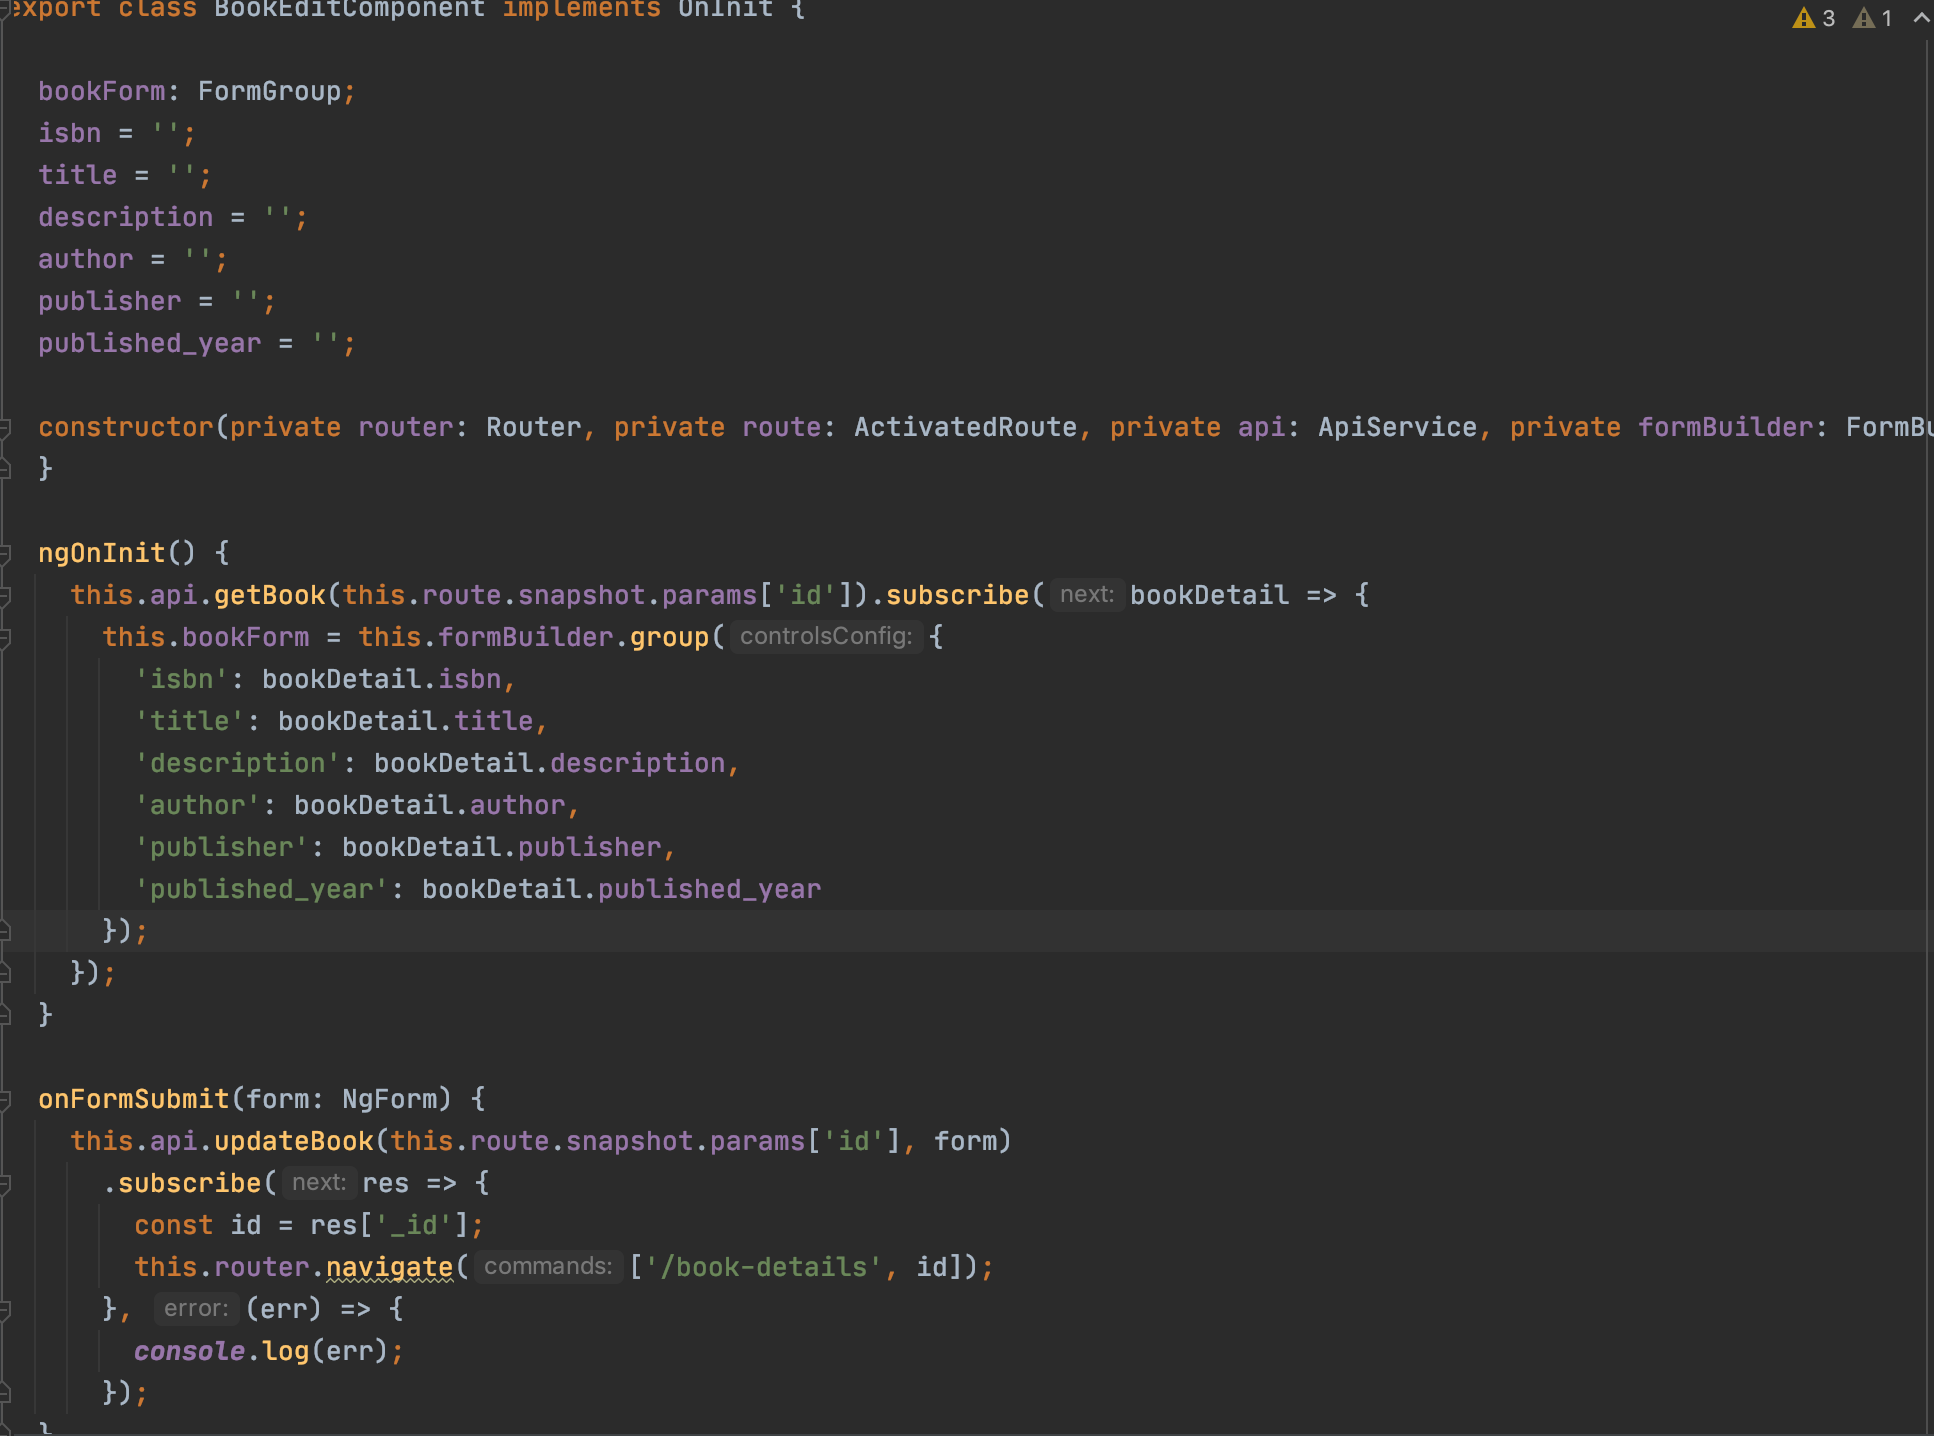 export class BookEditComponent implements OnInit {
3 1
bookForm: FormGroup;
isbn = '';
title = '';
description = '';
author = '';
publisher = '';
published_year = '';
constructor(private router: Router, private route: ActivatedRoute, private api: ApiService, private formBuilder: FormBu
}
ngOnInit() {
this.api.getBook(this.route.snapshot.params['id']).subscribe( next: bookDetail => {
this.bookForm = this.formBuilder.group( controlsConfig: {
'isbn': bookDetail.isbn,
'title': bookDetail.title,
'description': bookDetail.description,
'author': bookDetail.author,
'publisher': bookDetail.publisher,
'published_year': bookDetail.published_year
});
});
}
onFormSubmit(form: NgForm) {
this.api.updateBook(this.route.snapshot.params['id'], form)
.subscribe( next: res => {
const id = res['_id'];
this.router.navigate( commands: ['/book-details', id]);
}, error: (err) => {
console.log(err);
});
}